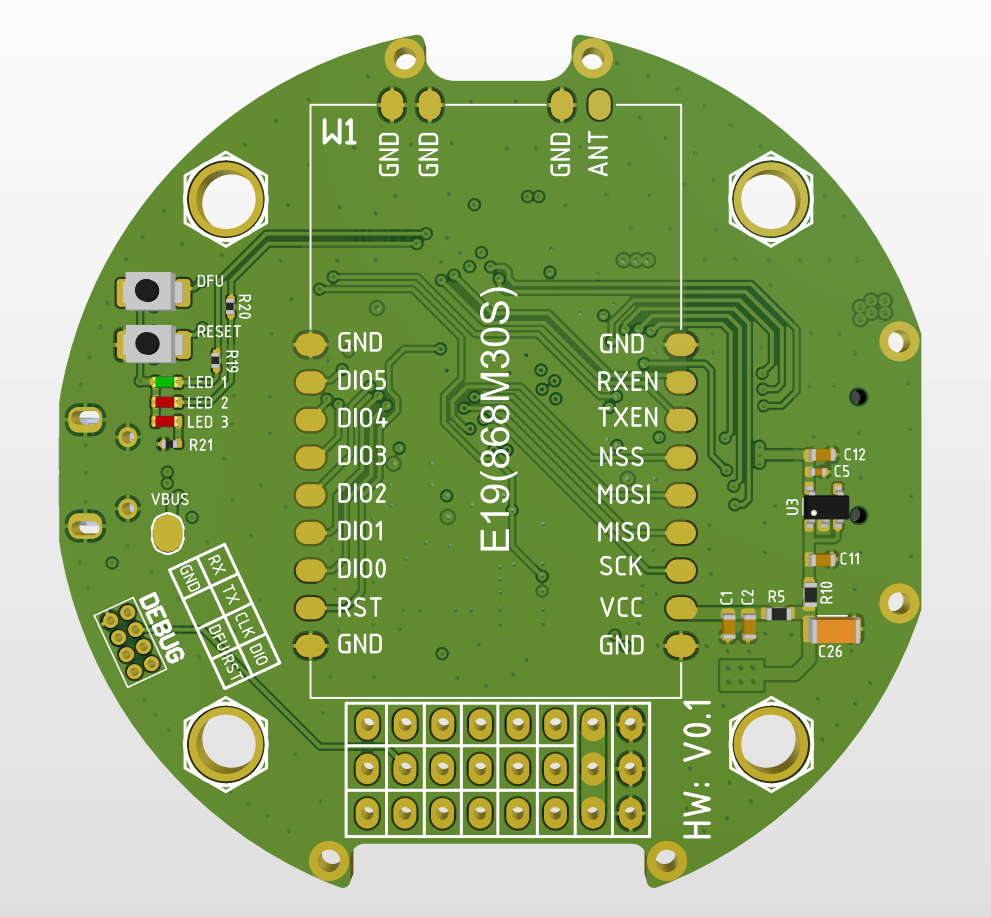 W1
GND
GND
GND
ANT
DFU
R20
RESET
R19
LED 1
LED 2
LED 3
R21
VBUS
GND
DIO5
DIO4
DIO3
DIO2
DIO1
DIO0
RST
GND
E19(868M30S)
GND
RXEN
TXEN
NSS
MOSI
MISO
SCK
VCC
GND
C12
C5
U3
C11
R10
C1
C2
R5
C26
RX
GND
TX
CLK
DFU
DIO
RST
DEBUG
HW: V0.1